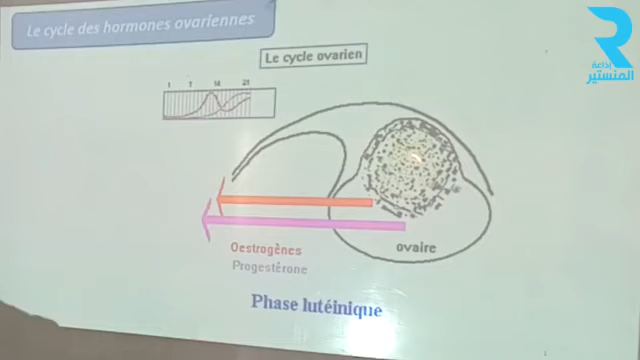 Le cycle des hormones ovariennes
Le cycle ovarien
1 7 14 21
ovaire
Oestrogènes
Progestérone
Phase lutéinique
R
إذاعة
المنستير